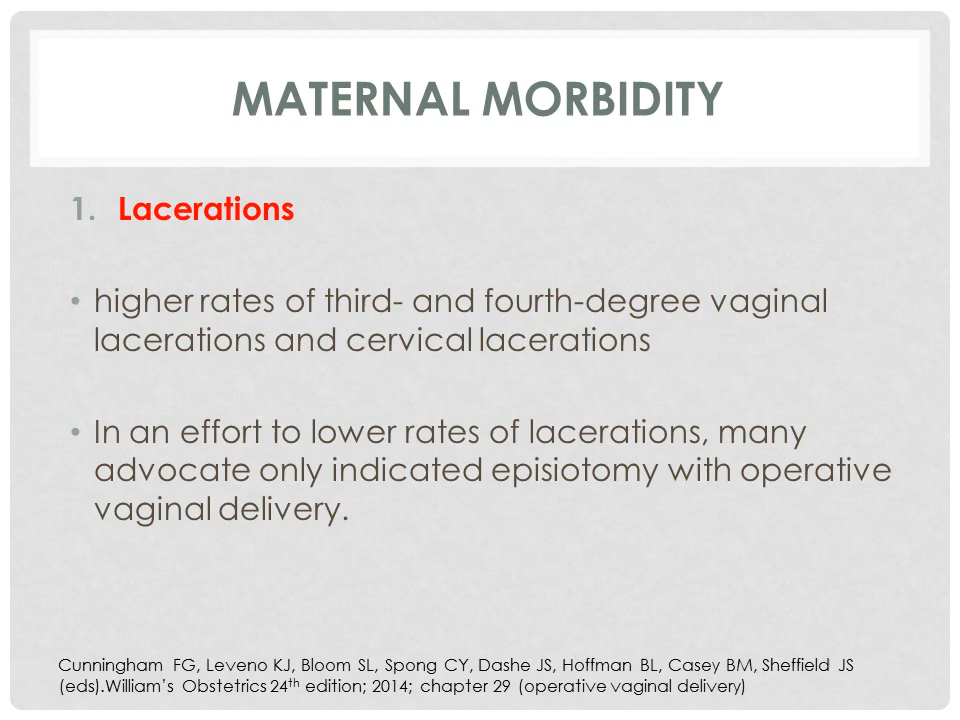 MATERNAL MORBIDITY
1. Lacerations
• higher rates of third- and fourth-degree vaginal
lacerations and cervical lacerations
• In an effort to lower rates of lacerations, many
advocate only indicated episiotomy with operative
vaginal delivery.
Cunningham FG, Leveno KJ, Bloom SL, Spong CY, Dashe JS, Hoffman BL, Casey BM, Sheffield JS
(eds).William’s Obstetrics 24th edition; 2014; chapter 29 (operative vaginal delivery)